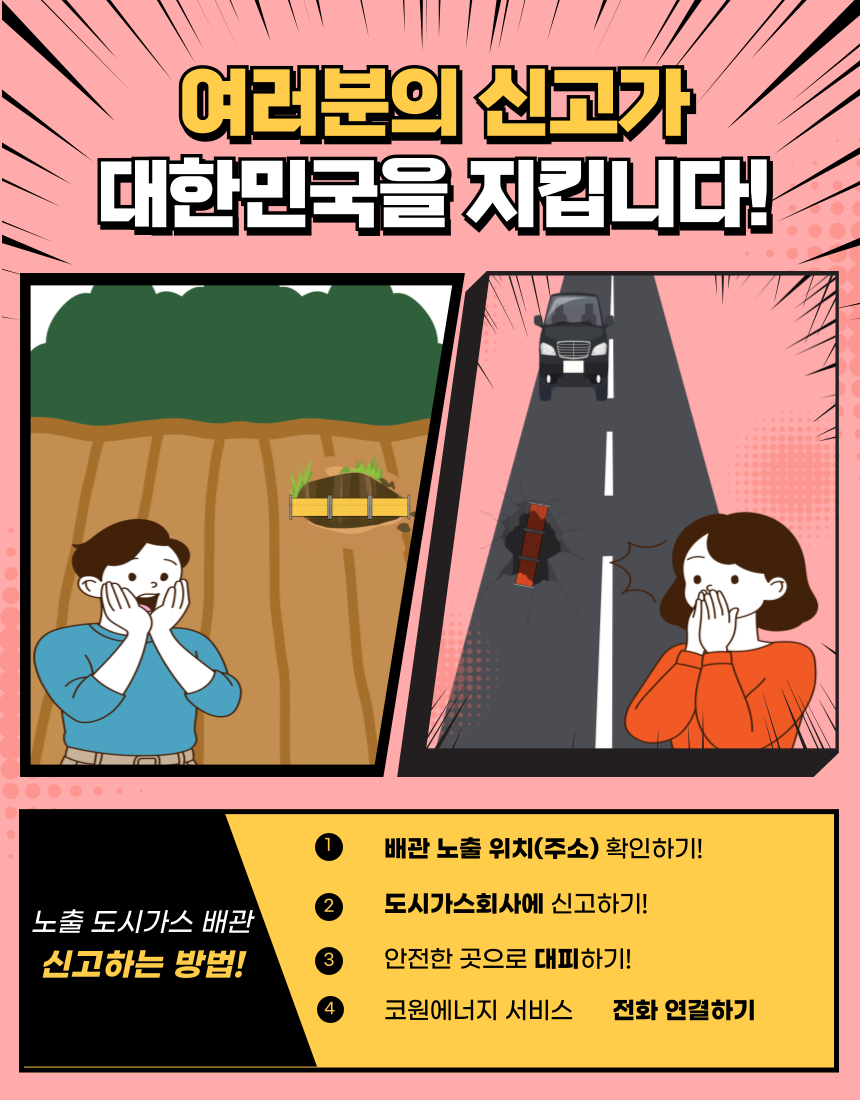 여러분의 신고가
대한민국을 지킵니다!
노출 도시가스 배관
신고하는 방법!
1 배관 노출 위치(주소) 확인하기!
2 도시가스회사에 신고하기!
3 안전한 곳으로 대피하기!
4 코원에너지 서비스 전화 연결하기